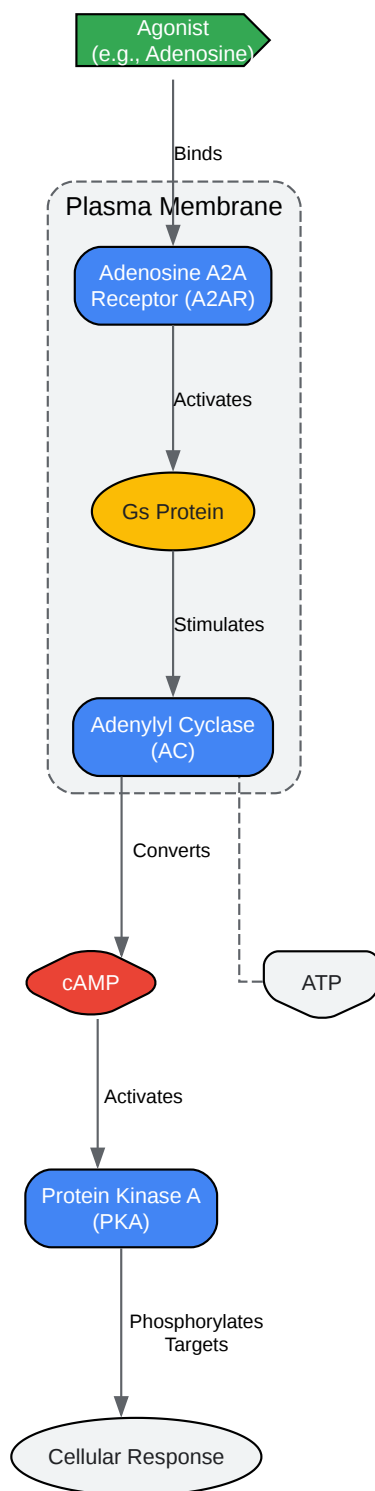 Agonist
(e.g., Adenosine)
Binds
Plasma Membrane
Adenosine A2A
Receptor (A2AR)
Activates
Gs Protein
Stimulates
Adenylyl Cyclase
(AC)
Converts
cAMP
ATP
Activates
Protein Kinase A
(PKA)
Phosphorylates
Targets
Cellular Response